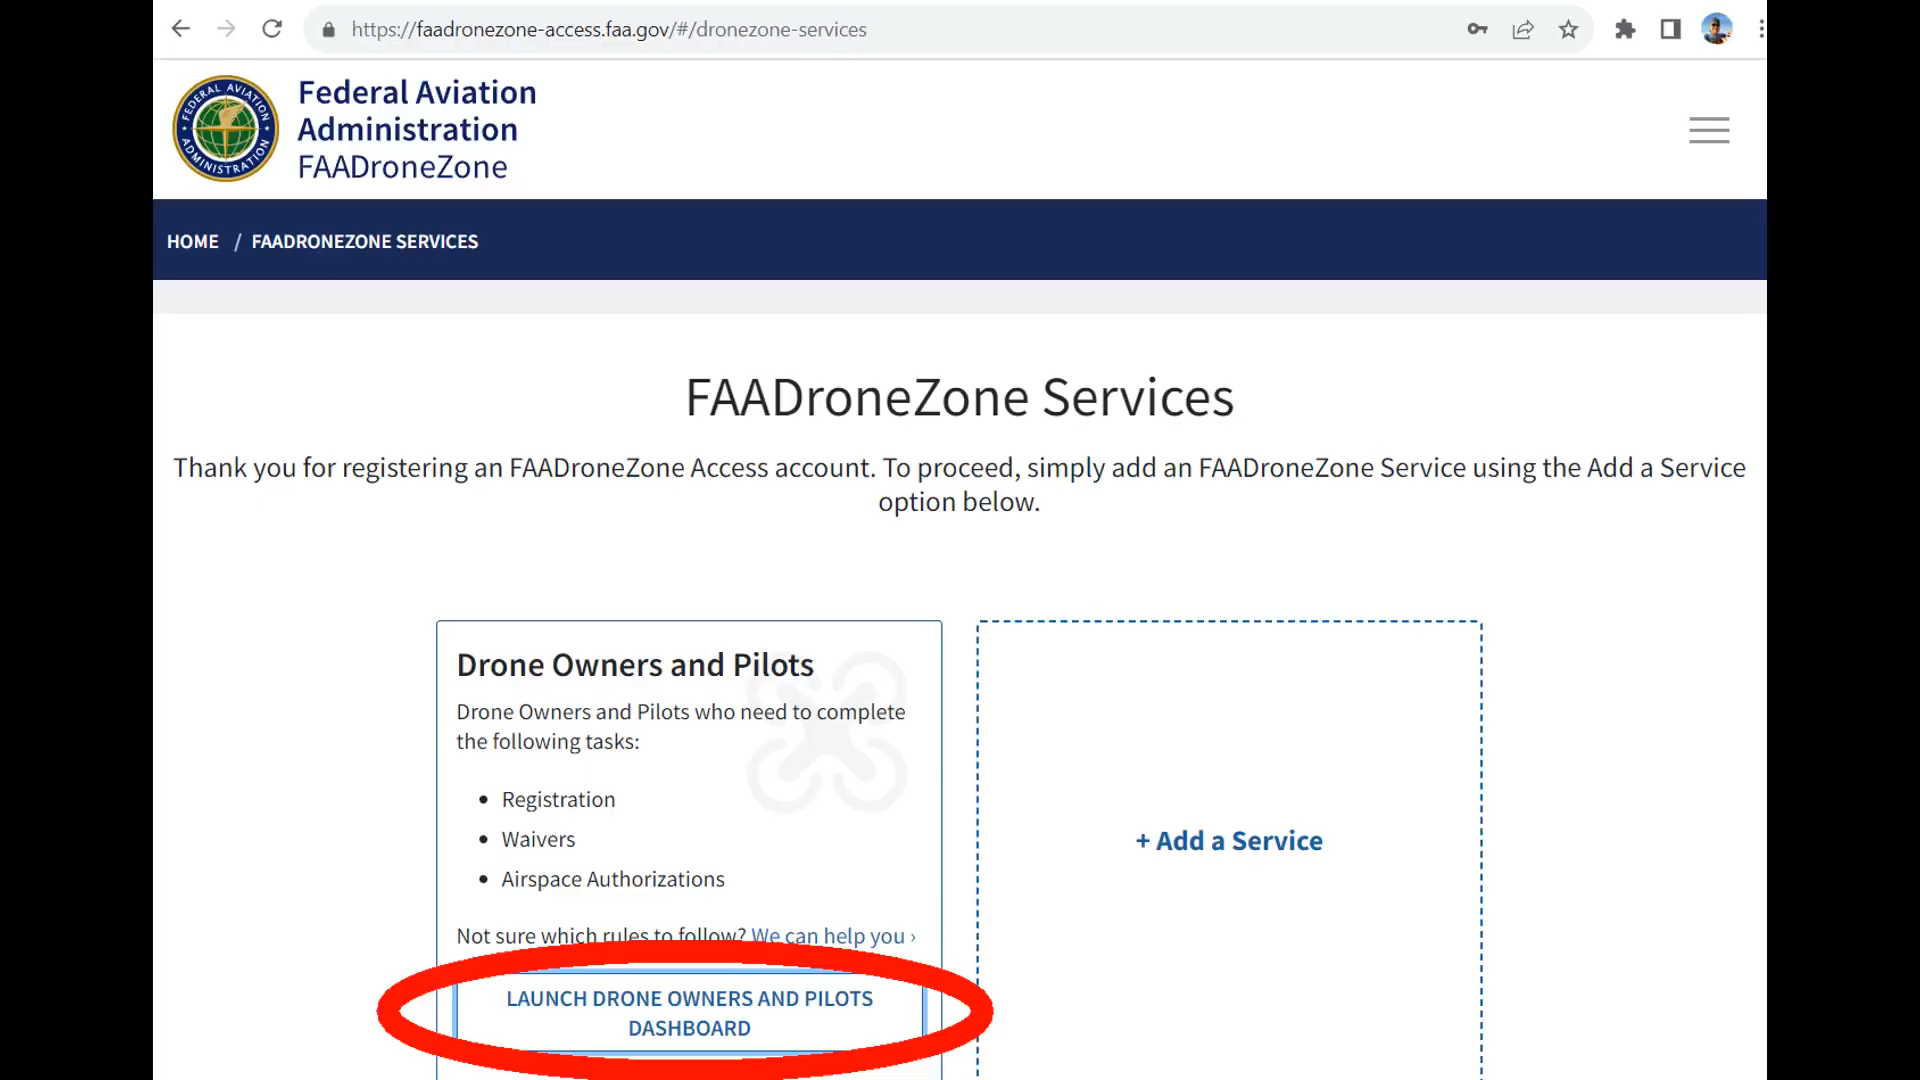 https://faadronezone-access.faa.gov/#/dronezone-services
FEDERAL AVIATION ADMINISTRATION
Federal Aviation
Administration
FAADroneZone
HOME / FAADRONEZONE SERVICES
FAADroneZone Services
Thank you for registering an FAADroneZone Access account. To proceed, simply add an FAADroneZone Service using the Add a Service
option below.
Drone Owners and Pilots
Drone Owners and Pilots who need to complete
the following tasks:
• Registration
• Waivers
• Airspace Authorizations
Not sure which rules to follow? We can help you ›
LAUNCH DRONE OWNERS AND PILOTS
DASHBOARD
+ Add a Service